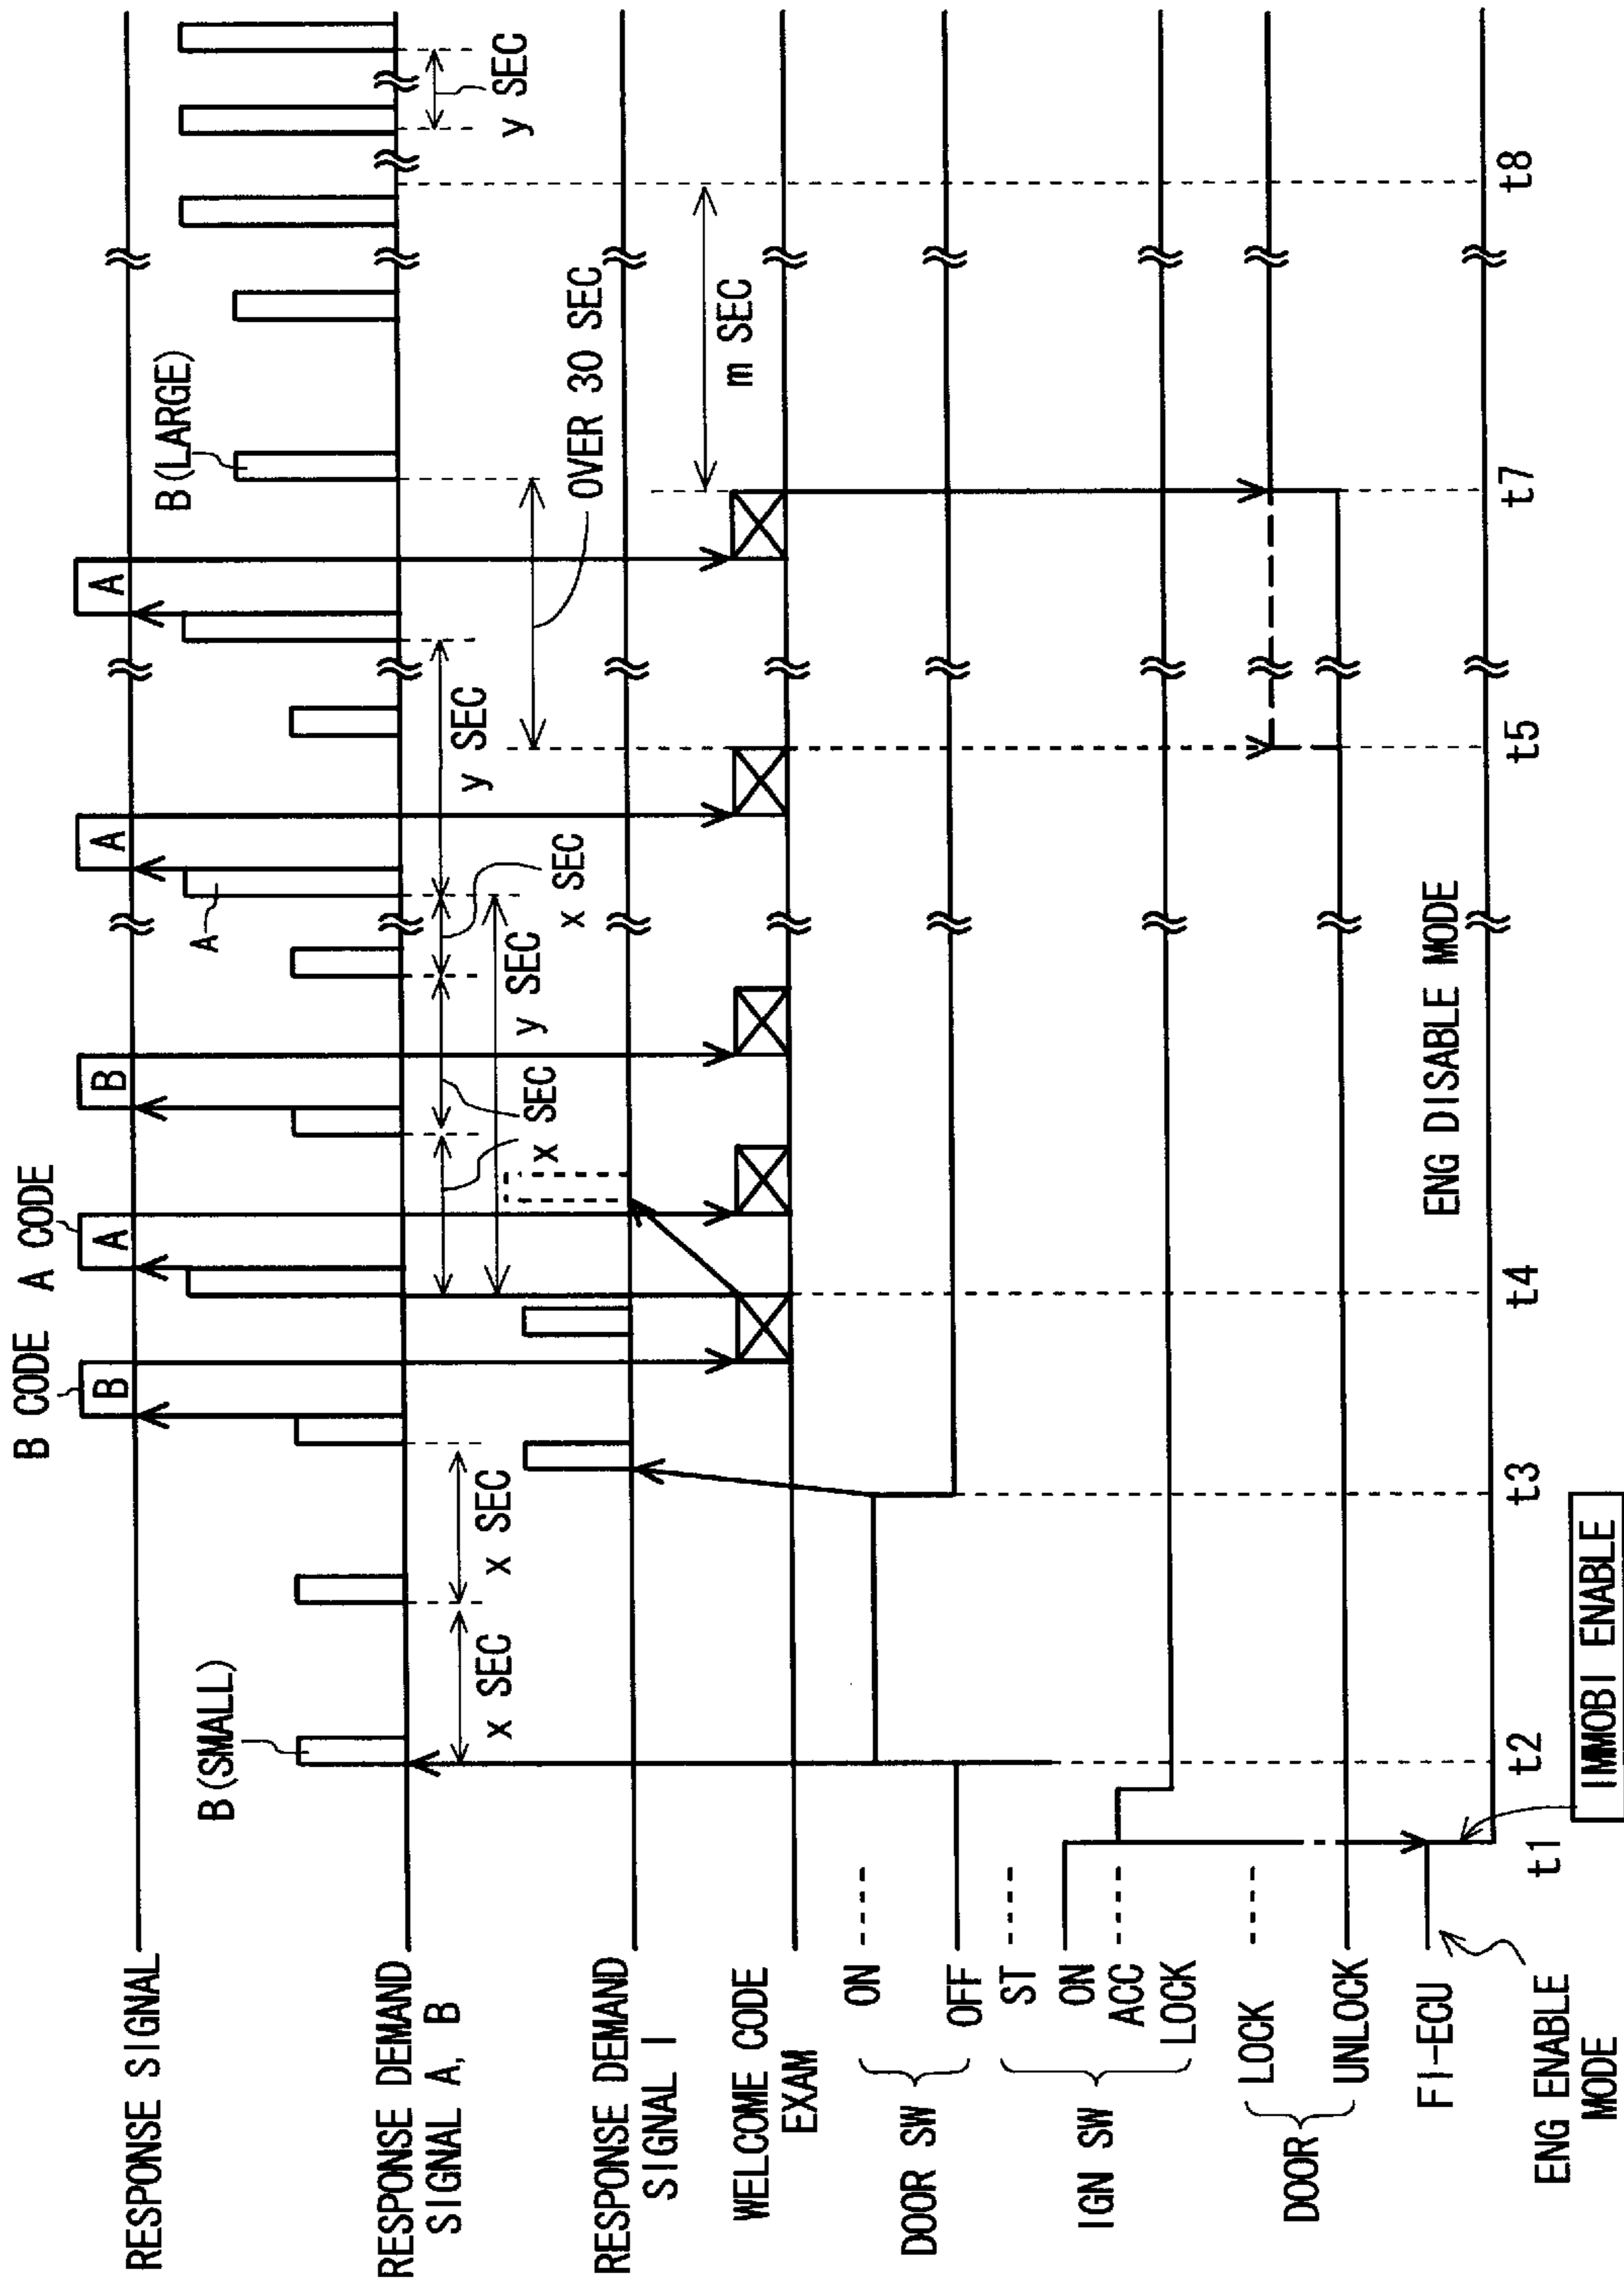 RESPONSE SIGNAL
RESPONSE DEMAND
SIGNAL A, B
RESPONSE DEMAND
SIGNAL I
WELCOME CODE
EXAM
DOOR SW
ON
OFF
IGN SW
ST
ON
ACC
LOCK
DOOR
LOCK
UNLOCK
FI-ECU
ENG ENABLE
MODE
B CODE
A CODE
B
A
B
A
A
B(SMALL)
A
B(LARGE)
x SEC
x SEC
x SEC
y SEC
x SEC
y SEC
OVER 30 SEC
y SEC
m SEC
ENG DISABLE MODE
t1
t2
t3
t4
t5
t7
t8
IMMOBI ENABLE